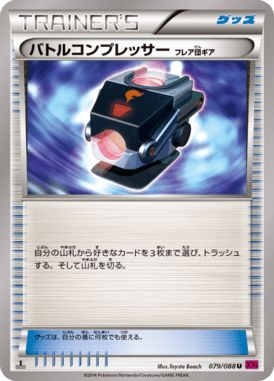 TRAINER'S グッズ
バトルコンプレッサー フレア団ギア
自分の山札から好きなカードを3枚まで選び、トラッシュ
する。そして山札を切る。
グッズは、自分の番に何枚でも使える。
Illus.Toyste Beach 079/088 U
©2014 Pokémon/Nintendo/Creatures/GAME FREAK.